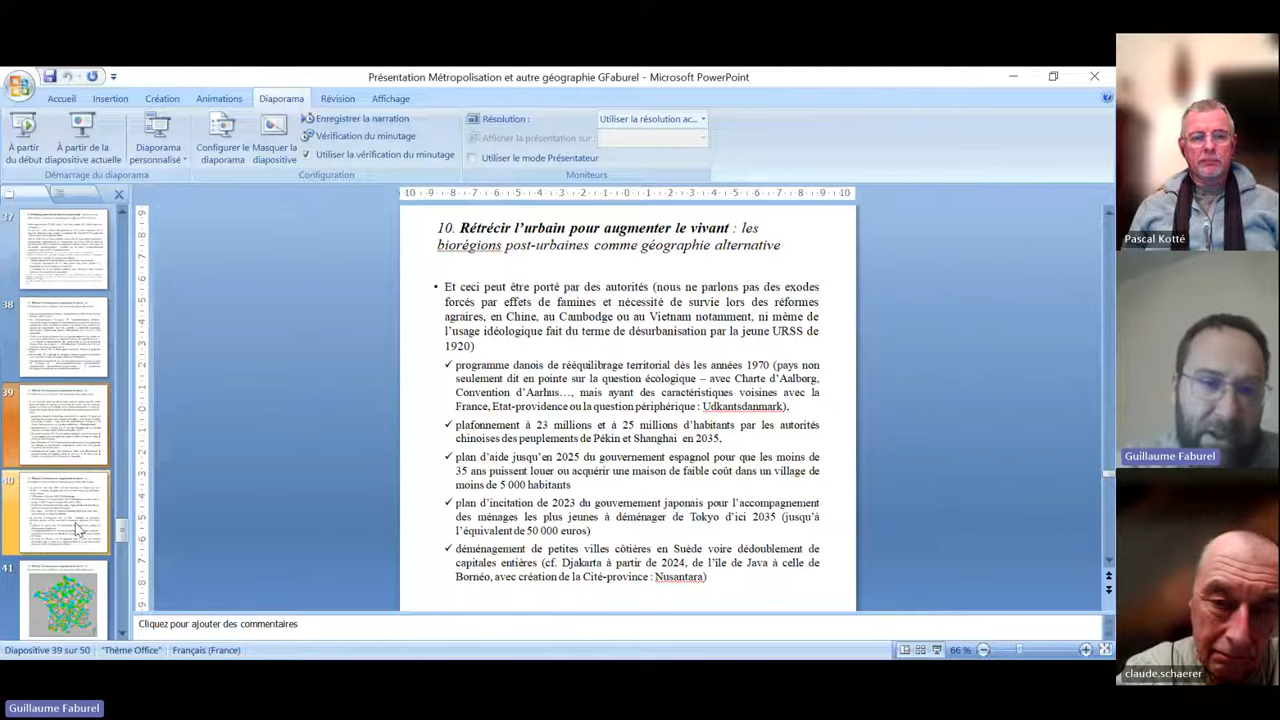 Présentation Métropolisation et autre géographie GFaburel - Microsoft PowerPoint
Accueil Insertion Création Animations Diaporama Révision Affichage
À partir du début
À partir de la diapositive actuelle
Diaporama personnalisé
Démarrage du diaporama
Configurer le diaporama
Masquer la diapositive
Enregistrer la narration
Vérification du minutage
Utiliser la vérification du minutage
Configuration
Résolution :
Utiliser la résolution ac...
Afficher la présentation sur :
Utiliser le mode Présentateur
Moniteurs
37
38
39
40
41
10. Rétrécir l'urbain pour augmenter le vivant : les
biorégions post-urbaines comme géographie alternative
• Et ceci peut être porté par des autorités (nous ne parlons pas des exodes
forcés par effets de famines et nécessité de survie lors des réformes
agraires, en Chine, au Cambodge ou au Vietnam notamment, ni même de
l'usage idéologique fait du terme de désurbanisation par la jeune URSS de
1920)
✓ programme danois de rééquilibrage territorial dès les années 1970 (pays non
seulement dit en pointe sur la question écologique – avec Charte d'Aalborg,
Convention d'Aarhus…, mais ayant des caractéristiques voisines avec la
France, Etat-providence ou la question périphérique : Udkantsdanmark),
✓ plafonnement à 23 millions et à 25 millions d'habitants par les autorités
chinoises des peuplements de Pékin et Shanghai en 2035,
✓ plan d'aide jusqu'en 2025 du gouvernement espagnol pour que les moins de
35 ans puissent louer ou acquérir une maison de faible coût dans un village de
moins de 5 000 habitants
✓ plan d'incitation de 2023 du gouvernement japonais pour l'accompagnement
des ménages les plus jeunes à déménager de Tokyo d'ici 2035 (jusqu'à
l'équivalent de 50 000 euros)
✓ déménagement de petites villes côtières en Suède voire dédoublement de
capitales entières (cf. Djakarta à partir de 2024, de l'île de Java à celle de
Bornéo, avec création de la Cité-province : Nusantara)
Cliquez pour ajouter des commentaires
Diapositive 39 sur 50 "Thème Office" Français (France) 66 %
Pascal Kotté
Guillaume Faburel
claude.schaerer
Guillaume Faburel